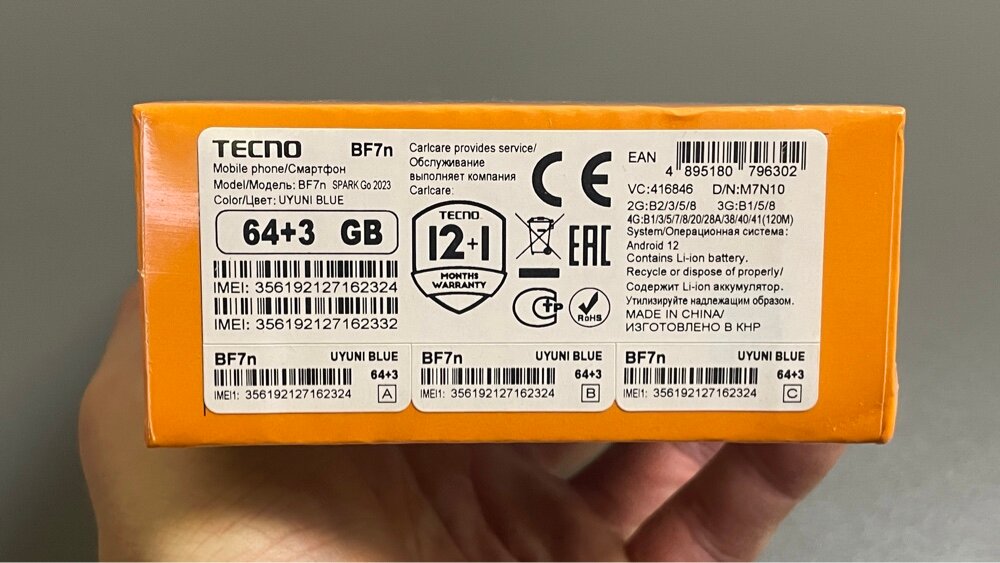 TECNO BF7n
Mobile phone/Смартфон
Model/Модель: BF7n SPARK Go 2023
Color/Цвет: UYUNI BLUE
64+3 GB
IMEI: 356192127162324
IMEI: 356192127162332
Carlcare provides service/
Обслуживание
выполняет компания
Carlcare:
TECNO
12+1
MONTHS
WARRANTY
CE
EAC
RoHS
EAN
4 895180 796302
VC:416846 D/N:M7N10
2G:B2/3/5/8 3G:B1/5/8
4G:B1/3/5/7/8/20/28A/38/40/41(120M)
System/Операционная система:
Android 12
Contains Li-ion battery.
Recycle or dispose of properly/
Содержит Li-ion аккумулятор.
Утилизируйте надлежащим образом.
MADE IN CHINA/
ИЗГОТОВЛЕНО В КНР
BF7n UYUNI BLUE
64+3
IMEI1: 356192127162324 A
BF7n UYUNI BLUE
64+3
IMEI1: 356192127162324 B
BF7n UYUNI BLUE
64+3
IMEI1: 356192127162324 C